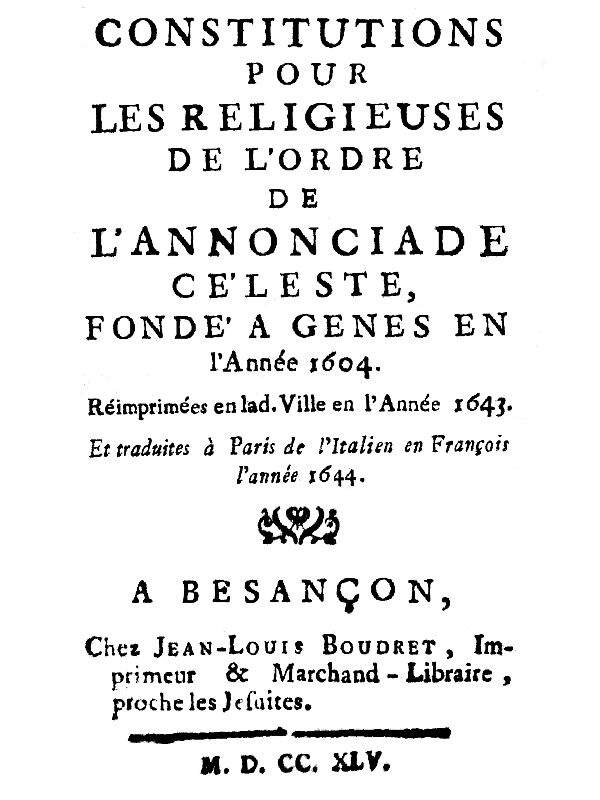 CONSTITUTIONS
POUR
LES RELIGIEUSES
DE L'ORDRE
DE
L'ANNONCIADE
CE'LESTE,
FONDE' A GENES EN
l'Année 1604.
Réimprimées en lad. Ville en l'Année 1643.
Et traduites à Paris de l'Italien en François
l'année 1644.
A BESANÇON,
Chez JEAN-LOUIS BOUDRET, Im-
primeur & Marchand-Libraire,
proche les Jeſuites.
M. D. CC. XLV.